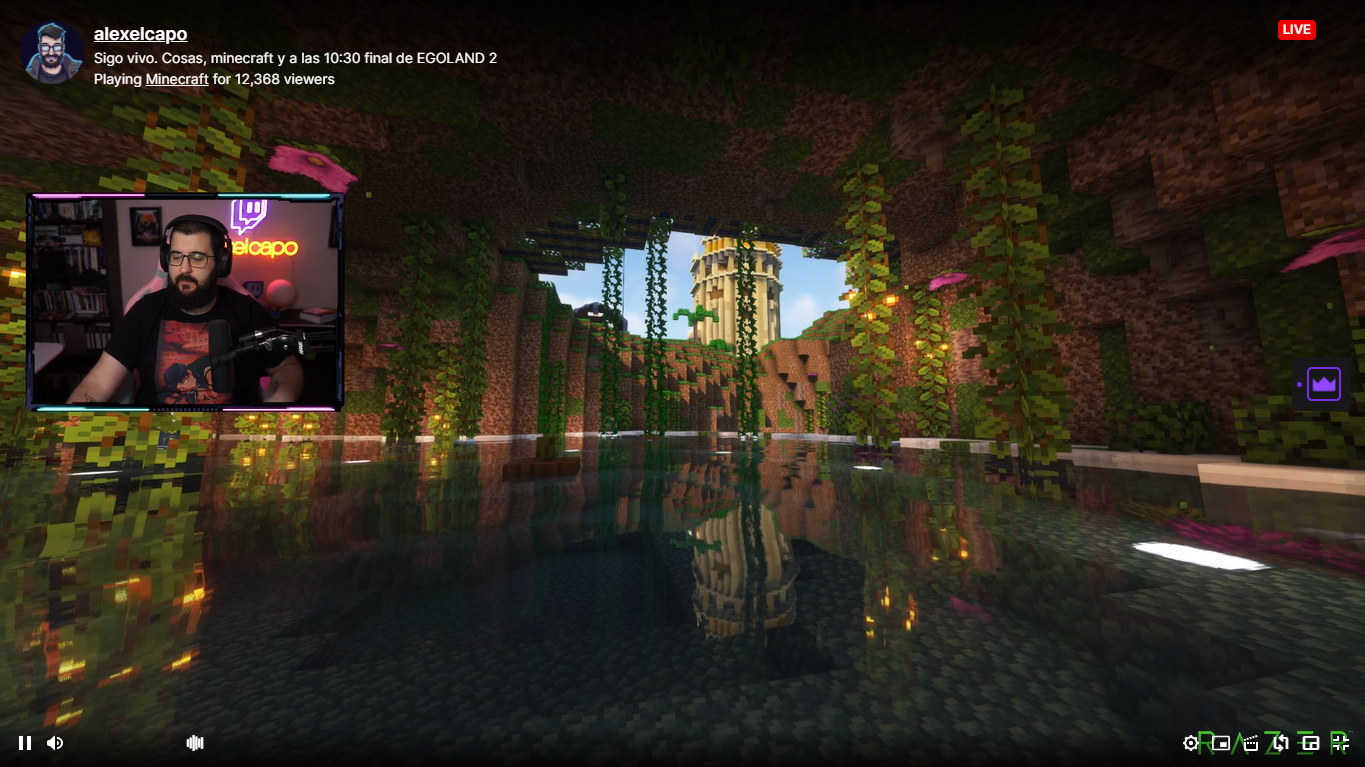 alexelcapo
LIVE
Sigo vivo. Cosas, minecraft y a las 10:30 final de EGOLAND 2
Playing Minecraft for 12,368 viewers
elcapo
RAZER